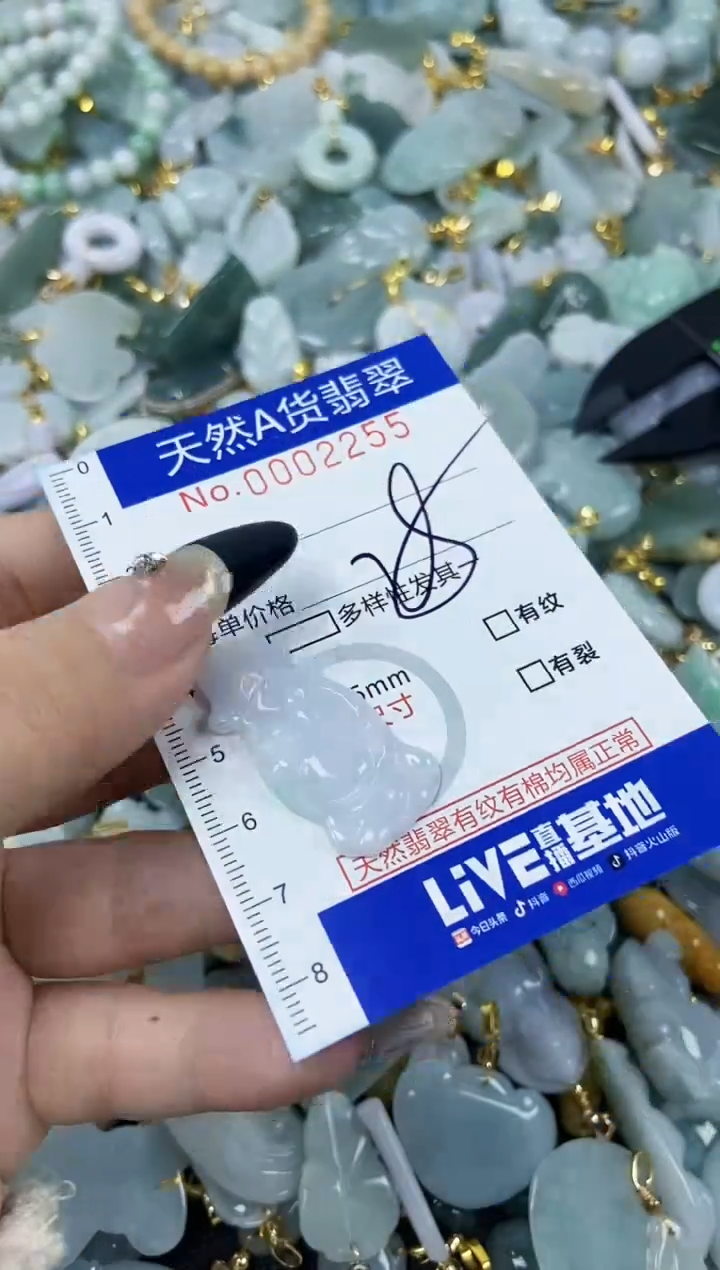 天然A货翡翠
No.0002255
0
1
8
单价格
多样性发其
有纹
有裂
5mm
尺寸
5
6
7
8
天然翡翠有纹有棉均属正常
LiVE直播基地
今日头条 抖音 西瓜视频 抖音火山版